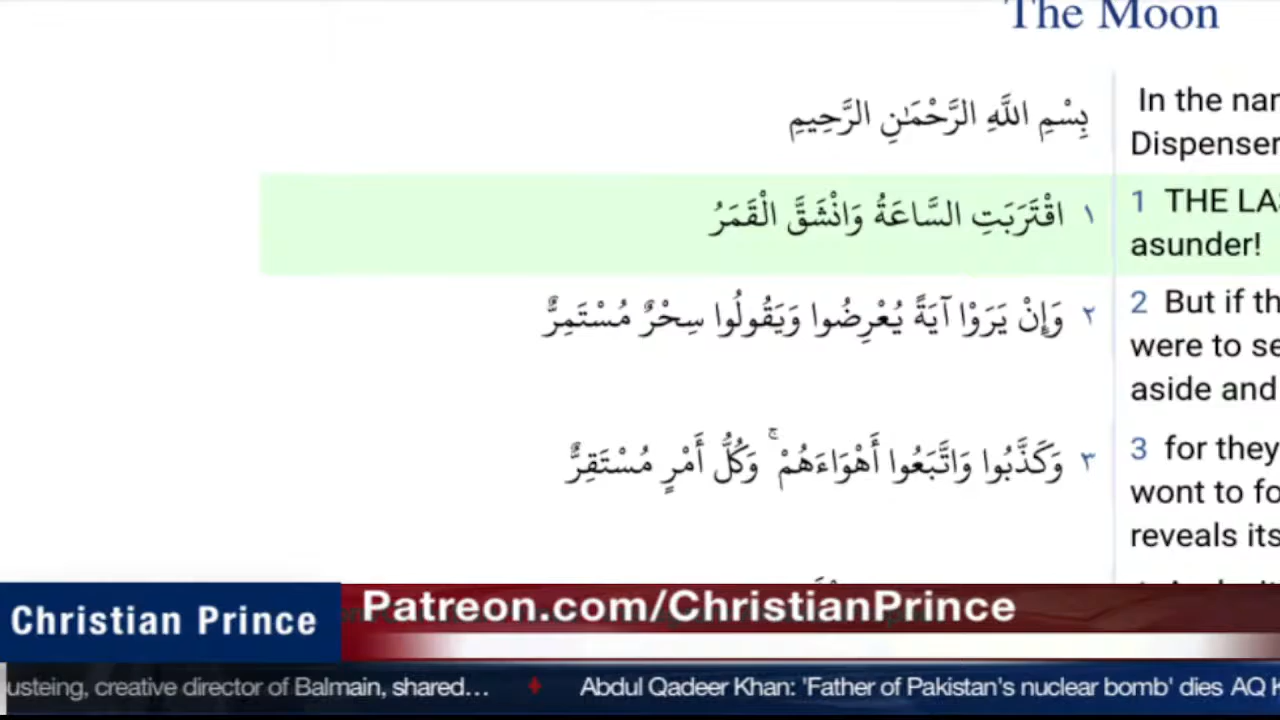 The Moon
بِسْمِ اللَّهِ الرَّحْمَٰنِ الرَّحِيمِ
In the nar
Dispenser
١ اقْتَرَبَتِ السَّاعَةُ وَانْشَقَّ الْقَمَرُ
1 THE LAS
asunder!
٢ وَإِنْ يَرَوْا آيَةً يُعْرِضُوا وَيَقُولُوا سِحْرٌ مُسْتَمِرٌّ
2 But if th
were to se
aside and
٣ وَكَذَّبُوا وَاتَّبَعُوا أَهْوَاءَهُمْ ۚ وَكُلُّ أَمْرٍ مُسْتَقِرٌّ
3 for they
wont to fo
reveals its
Christian Prince
Patreon.com/ChristianPrince
usteing, creative director of Balmain, shared... Abdul Qadeer Khan: 'Father of Pakistan's nuclear bomb' dies AQ K